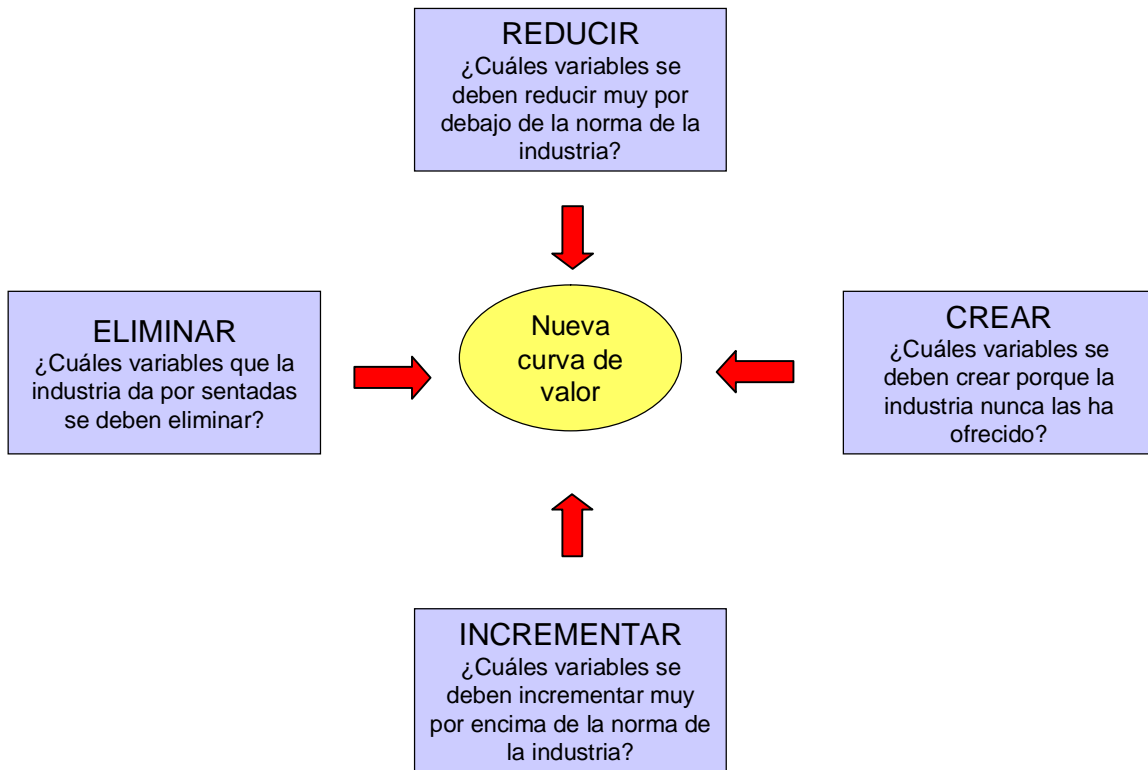 REDUCIR
¿Cuáles variables se
deben reducir muy por
debajo de la norma de la
industria?
ELIMINAR
¿Cuáles variables que la
industria da por sentadas
se deben eliminar?
Nueva
curva de
valor
CREAR
¿Cuáles variables se
deben crear porque la
industria nunca las ha
ofrecido?
INCREMENTAR
¿Cuáles variables se
deben incrementar muy
por encima de la norma de
la industria?